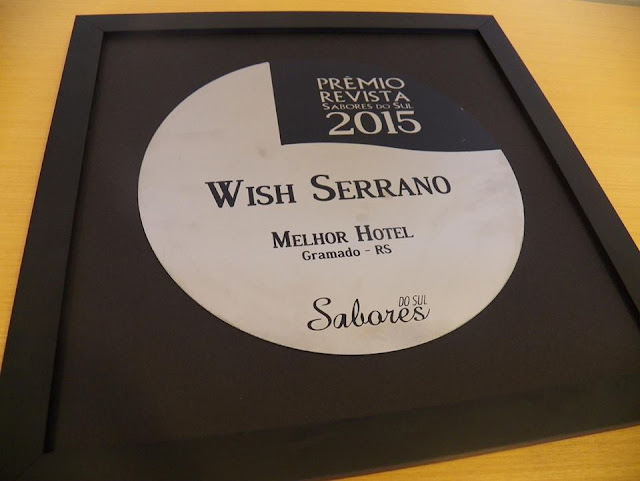 PRÊMIO
REVISTA
SABORES DO SUL
2015
WISH SERRANO
MELHOR HOTEL
Gramado - RS
DO SUL
Sabores